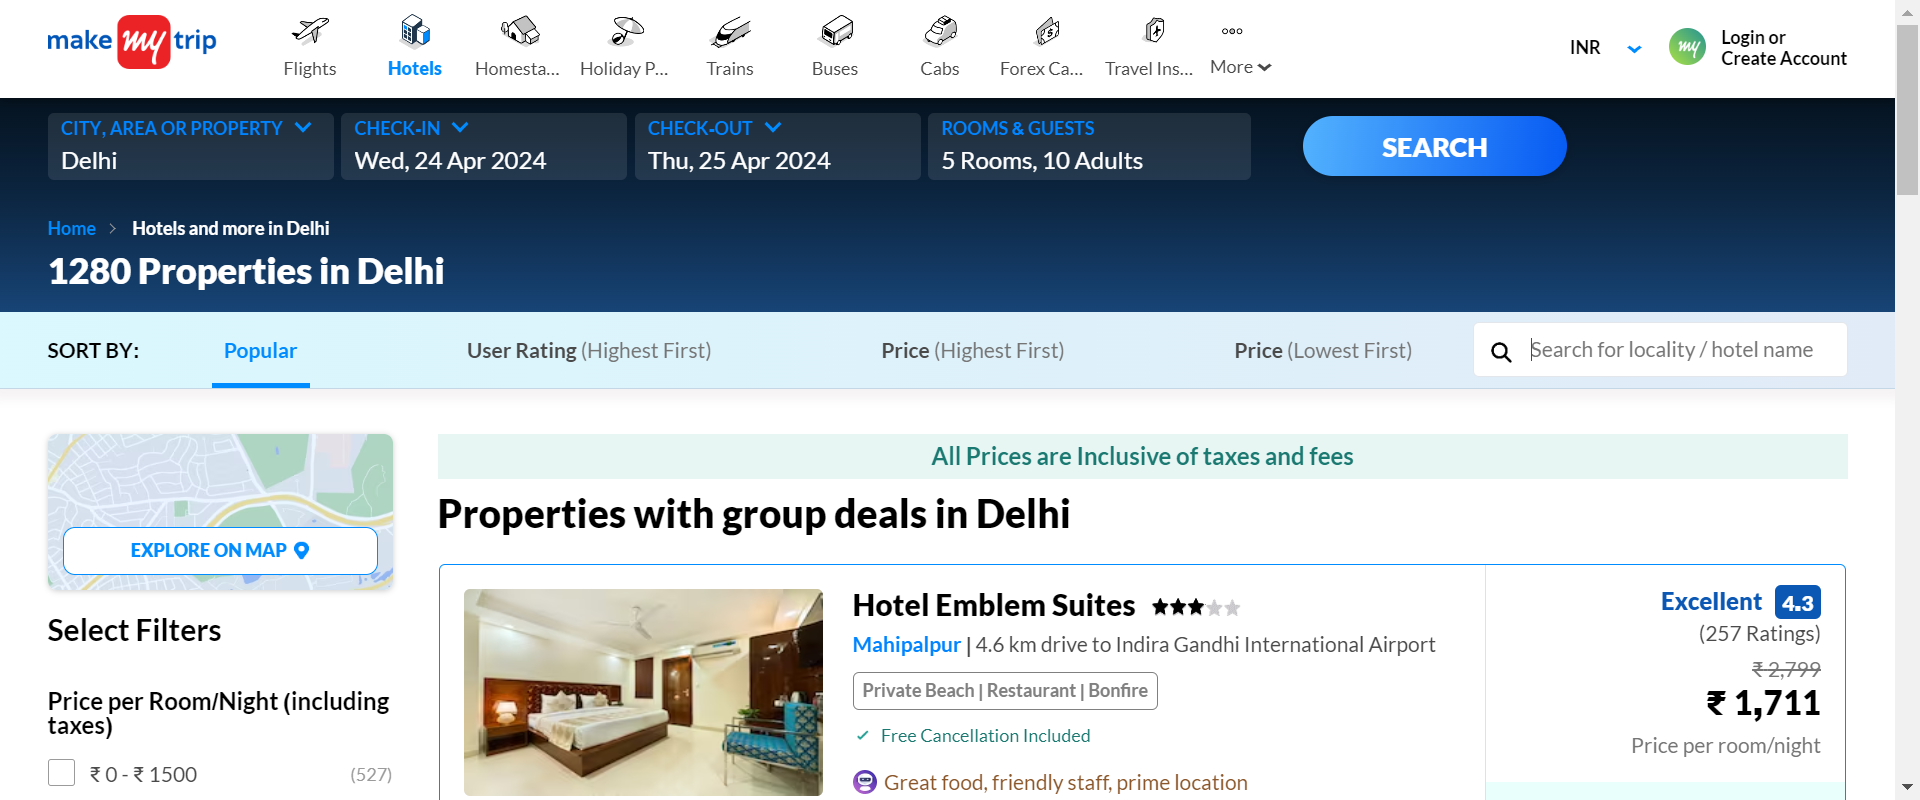 make my trip
Flights
Hotels
Homesta...
Holiday P...
Trains
Buses
Cabs
Forex Ca...
Travel Ins...
More
INR
my
Login or
Create Account
CITY, AREA OR PROPERTY
Delhi
CHECK-IN
Wed, 24 Apr 2024
CHECK-OUT
Thu, 25 Apr 2024
ROOMS & GUESTS
5 Rooms, 10 Adults
SEARCH
Home > Hotels and more in Delhi
1280 Properties in Delhi
SORT BY:
Popular
User Rating (Highest First)
Price (Highest First)
Price (Lowest First)
Search for locality / hotel name
EXPLORE ON MAP
Select Filters
Price per Room/Night (including
taxes)
₹ 0 - ₹ 1500 (527)
All Prices are Inclusive of taxes and fees
Properties with group deals in Delhi
Hotel Emblem Suites
Mahipalpur | 4.6 km drive to Indira Gandhi International Airport
Private Beach | Restaurant | Bonfire
Free Cancellation Included
Great food, friendly staff, prime location
Excellent 4.3
(257 Ratings)
₹ 2,799
₹ 1,711
Price per room/night